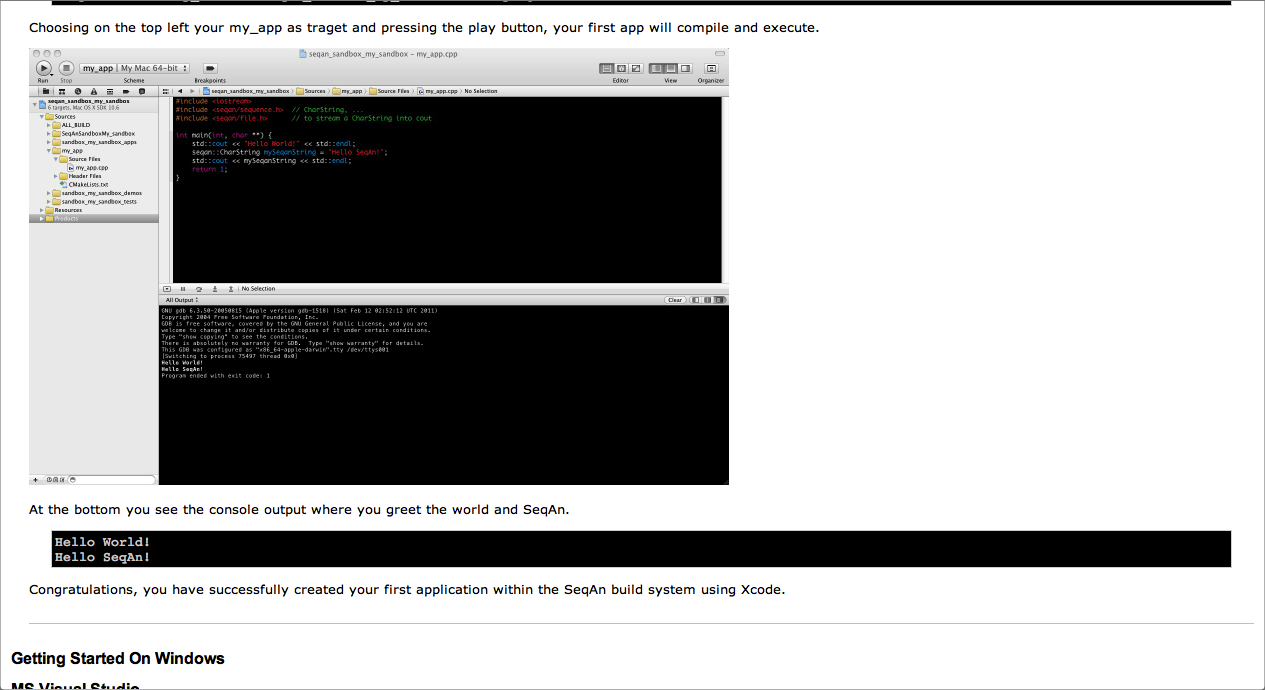 Choosing on the top left your my_app as traget and pressing the play button, your first app will compile and execute.
seqan_sandbox_my_sandbox – my_app.cpp
my_app My Mac 64-bit
Run Stop Scheme Breakpoints Editor View Organizer
seqan_sandbox_my_sandbox Sources my_app Source Files my_app.cpp No Selection
seqan_sandbox_my_sandbox
6 targets, Mac OS X SDK 10.6
Sources
ALL_BUILD
SeqAnSandboxMy_sandbox
sandbox_my_sandbox_apps
my_app
Source Files
my_app.cpp
Header Files
CMakeLists.txt
sandbox_my_sandbox_demos
sandbox_my_sandbox_tests
Resources
Products
#include <iostream>
#include <seqan/sequence.h>  // CharString, ...
#include <seqan/file.h>      // to stream a CharString into cout
int main(int, char **) {
std::cout << "Hello World!" << std::endl;
seqan::CharString mySeqanString = "Hello SeqAn!";
std::cout << mySeqanString << std::endl;
return 1;
}
No Selection
All Output Clear
GNU gdb 6.3.50-20050815 (Apple version gdb-1518) (Sat Feb 12 02:52:12 UTC 2011)
Copyright 2004 Free Software Foundation, Inc.
GDB is free software, covered by the GNU General Public License, and you are
welcome to change it and/or distribute copies of it under certain conditions.
Type "show copying" to see the conditions.
There is absolutely no warranty for GDB.  Type "show warranty" for details.
This GDB was configured as "x86_64-apple-darwin".tty /dev/ttys001
[Switching to process 75497 thread 0x0]
Hello World!
Hello SeqAn!
Program ended with exit code: 1
At the bottom you see the console output where you greet the world and SeqAn.
Hello World!
Hello SeqAn!
Congratulations, you have successfully created your first application within the SeqAn build system using Xcode.
Getting Started On Windows
MS Visual Studio